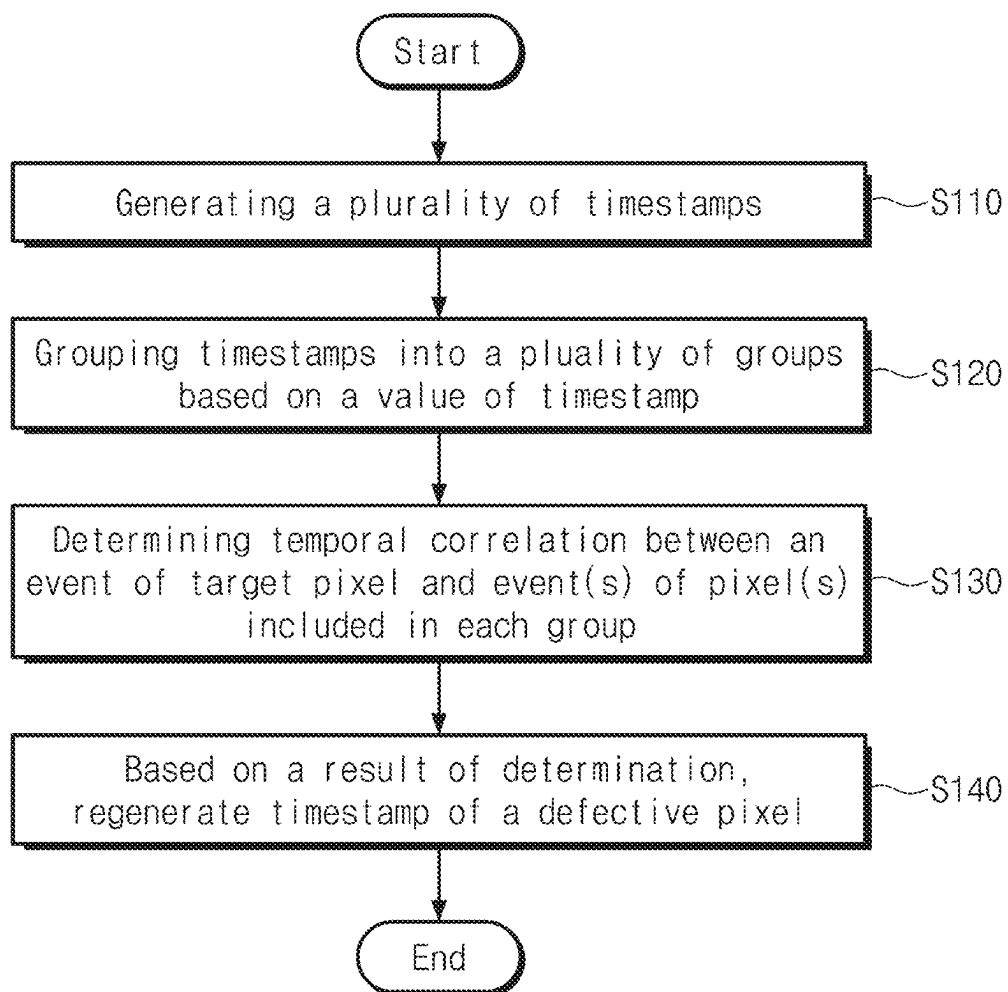 Start
Generating a plurality of timestamps
S110
Grouping timestamps into a pluality of groups
based on a value of timestamp
S120
Determining temporal correlation between an
event of target pixel and event(s) of pixel(s)
included in each group
S130
Based on a result of determination,
regenerate timestamp of a defective pixel
S140
End